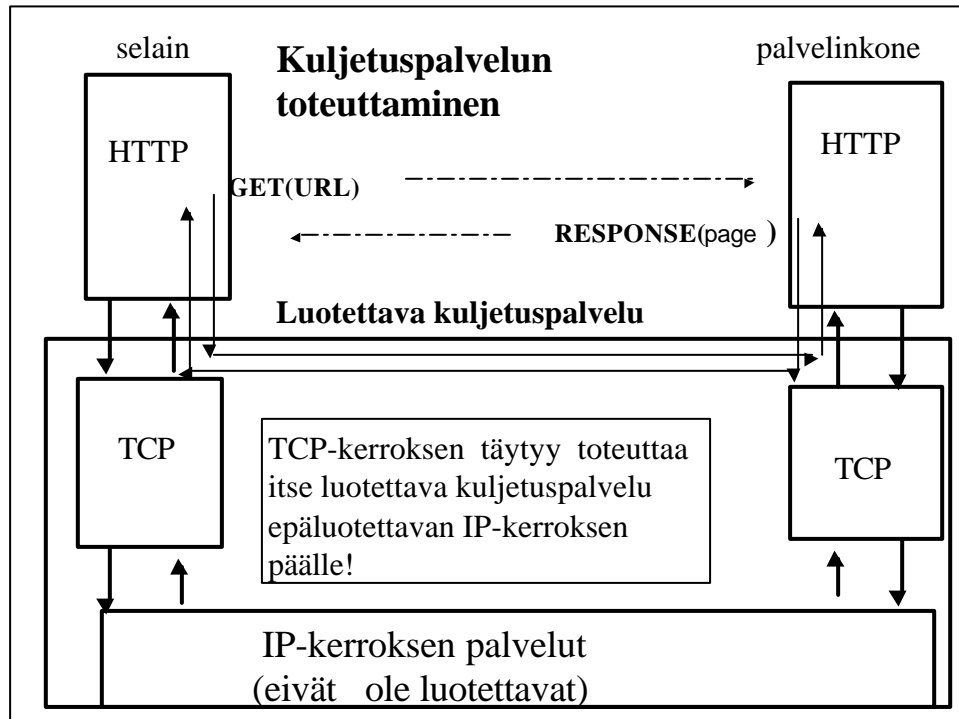 selain
Kuljetuspalvelun
toteuttaminen
palvelinkone
HTTP
HTTP
GET(URL)
RESPONSE(page )
Luotettava kuljetuspalvelu
TCP
TCP-kerroksen täytyy toteuttaa
itse luotettava kuljetuspalvelu
epäluotettavan IP-kerroksen
päälle!
TCP
IP-kerroksen palvelut
(eivät ole luotettavat)